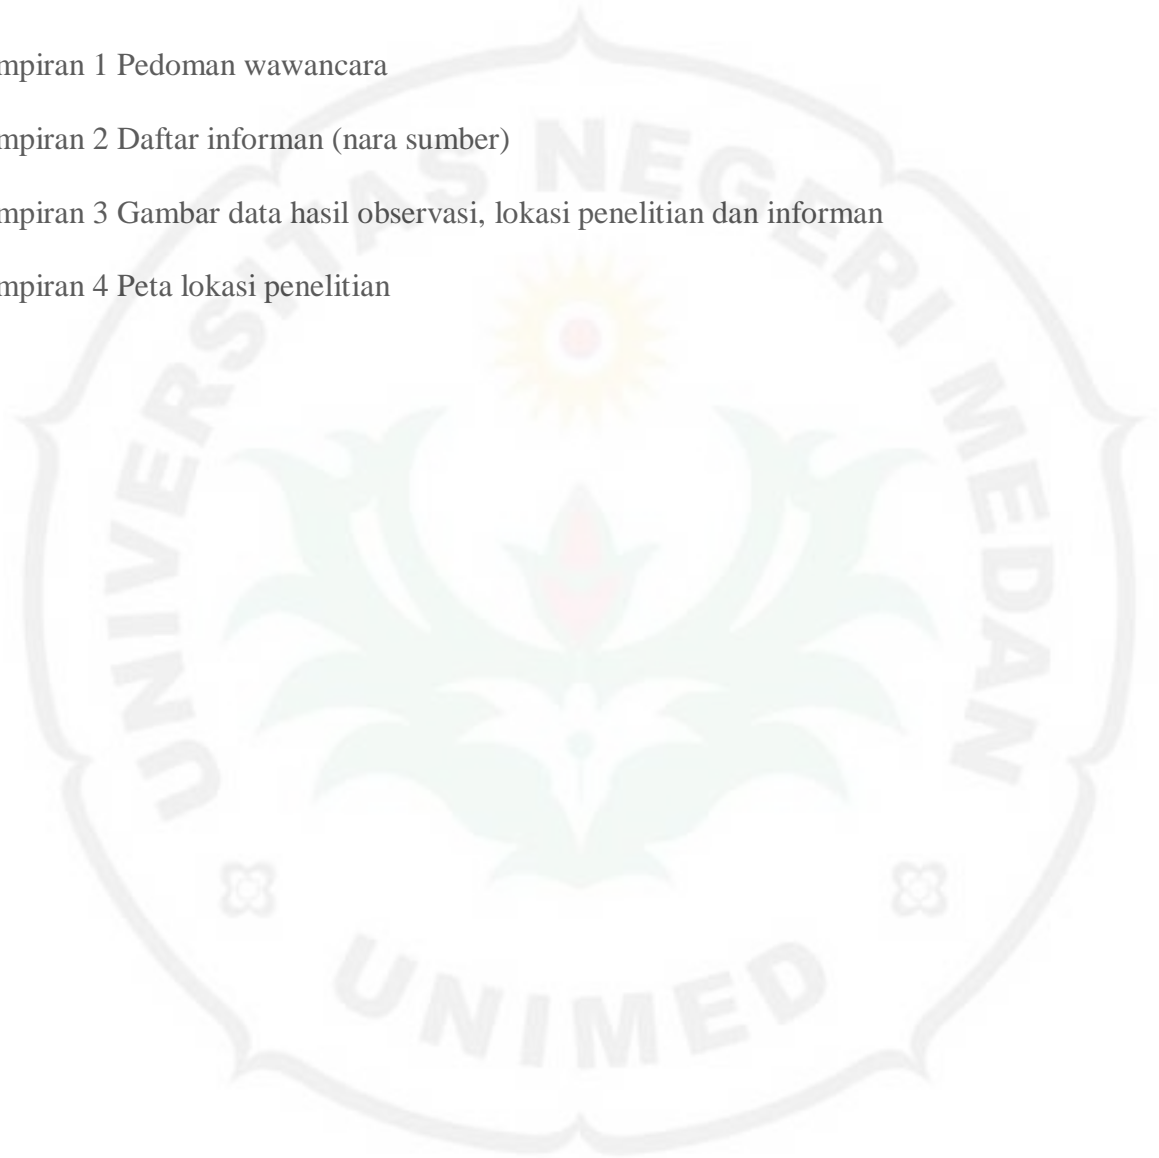 mpiran 1 Pedoman wawancara
mpiran 2 Daftar informan (nara sumber)
mpiran 3 Gambar data hasil observasi, lokasi penelitian dan informan
mpiran 4 Peta lokasi penelitian
UNIVERSITAS NEGERI MEDAN
UNIMED